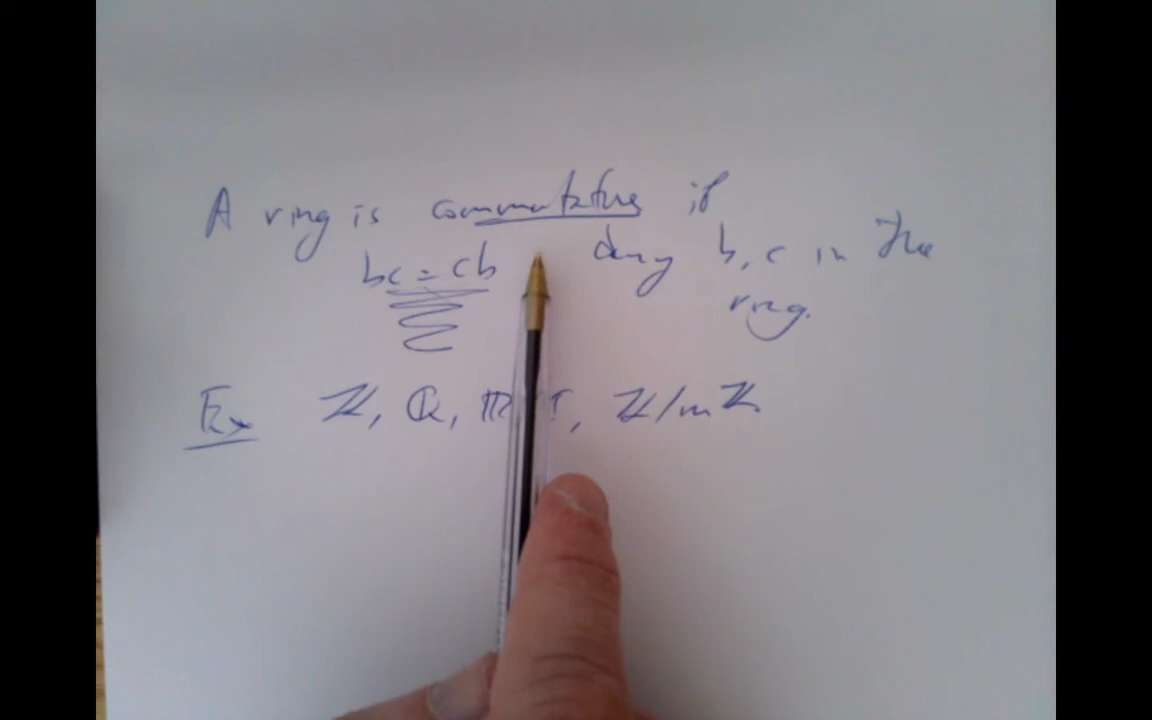 A ring is commutative if
bc = cb any b, c in the
ring.
Ex ℤ, ℚ, ℝ, ℤ/mℤ